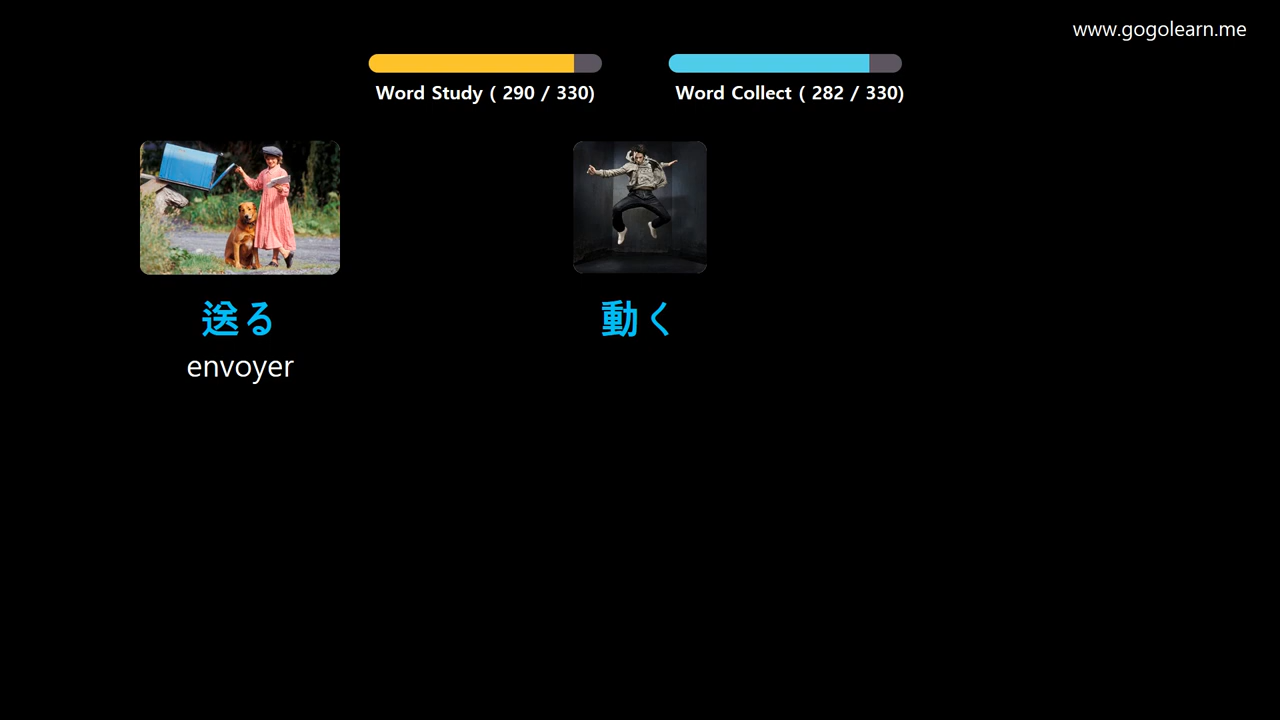 www.gogolearn.me
Word Study ( 290 / 330)
Word Collect ( 282 / 330)
送る
動く
envoyer